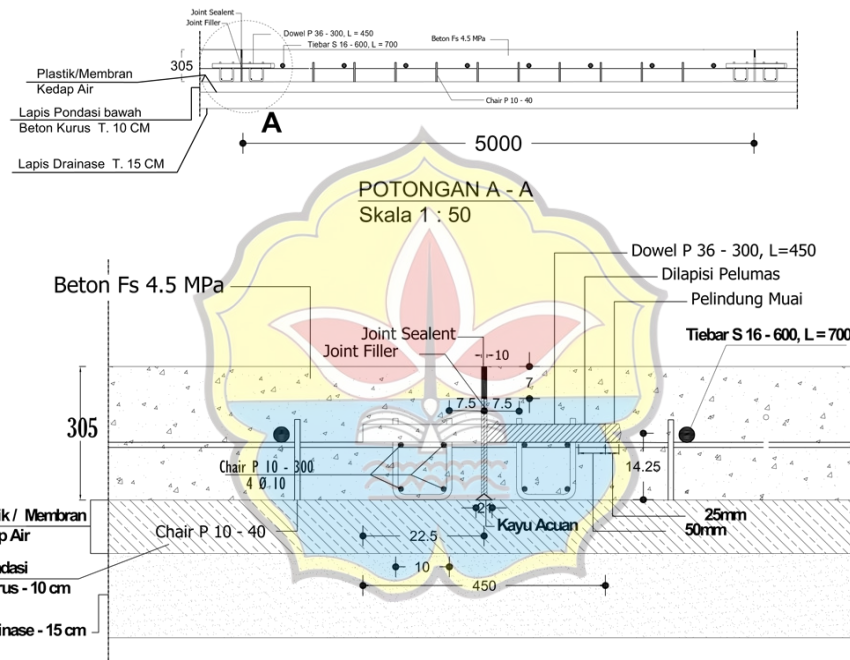 Joint Sealent
Joint Filler
Dowel P 36 - 300, L = 450
Tiebar S 16 - 600, L = 700
Beton Fs 4.5 MPa
305
Plastik/Membran
Kedap Air
Chair P 10 - 40
Lapis Pondasi bawah
Beton Kurus T. 10 CM
A
5000
Lapis Drainase T. 15 CM
POTONGAN A - A
Skala 1 : 50
Dowel P 36 - 300, L=450
Dilapisi Pelumas
Beton Fs 4.5 MPa
Pelindung Muai
Joint Sealent
Tiebar S 16 - 600, L = 700
Joint Filler
10
7
7.5
7.5
305
Chair P 10 - 300
4 Ø 10
14.25
ik / Membran
p Air
21
Kayu Acuan
25mm
Chair P 10 - 40
22.5
50mm
ndasi
10
rus - 10 cm
450
inase - 15 cm